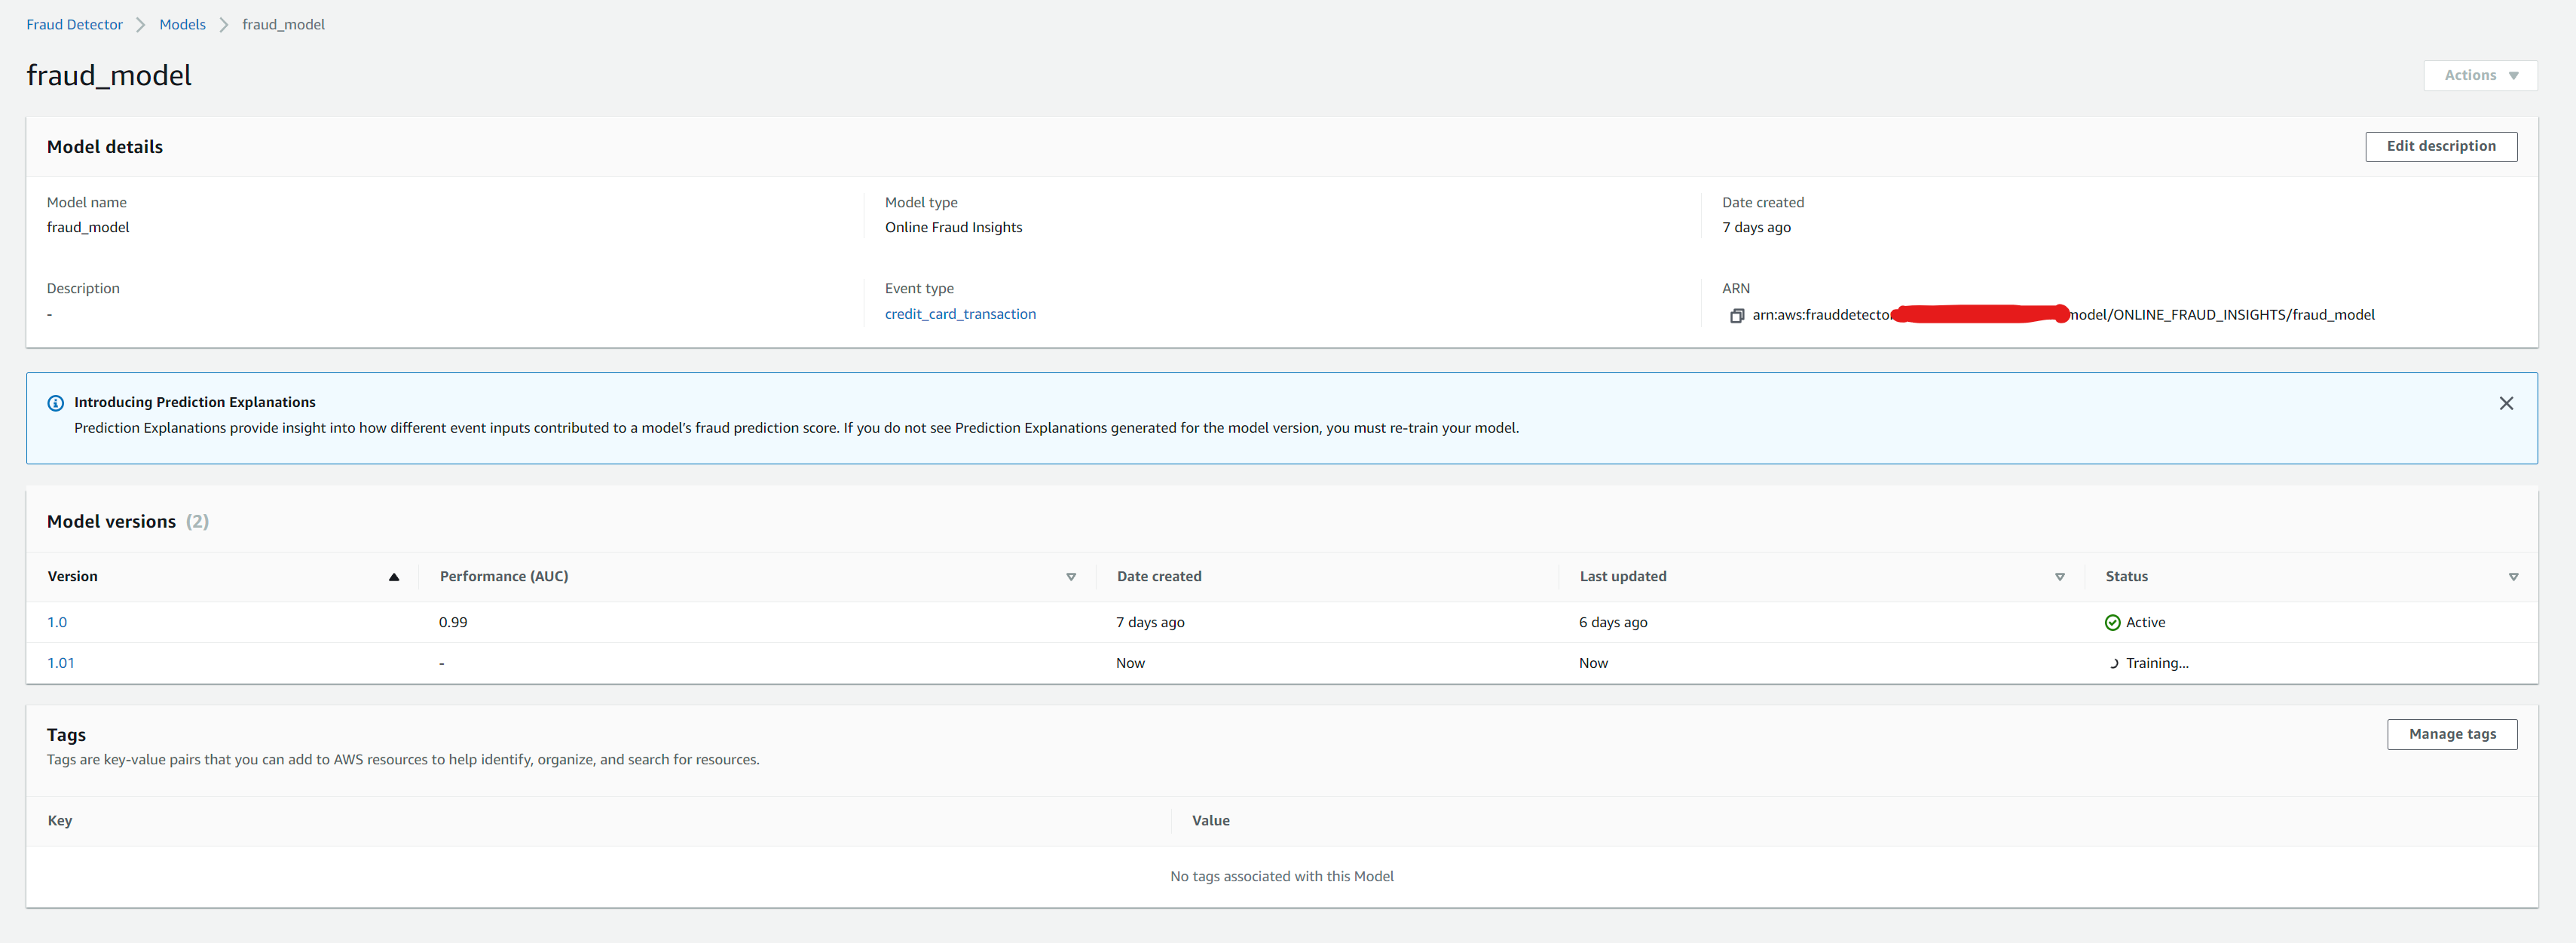 Fraud Detector > Models > fraud_model
fraud_model
Actions
Model details
Edit description
Model name
fraud_model
Model type
Online Fraud Insights
Date created
7 days ago
Description
-
Event type
credit_card_transaction
ARN
arn:aws:frauddetecto model/ONLINE_FRAUD_INSIGHTS/fraud_model
Introducing Prediction Explanations
Prediction Explanations provide insight into how different event inputs contributed to a model’s fraud prediction score. If you do not see Prediction Explanations generated for the model version, you must re-train your model.
Model versions (2)
Version Performance (AUC) Date created Last updated Status
1.0 0.99 7 days ago 6 days ago Active
1.01 - Now Now Training...
Tags
Manage tags
Tags are key-value pairs that you can add to AWS resources to help identify, organize, and search for resources.
Key Value
No tags associated with this Model